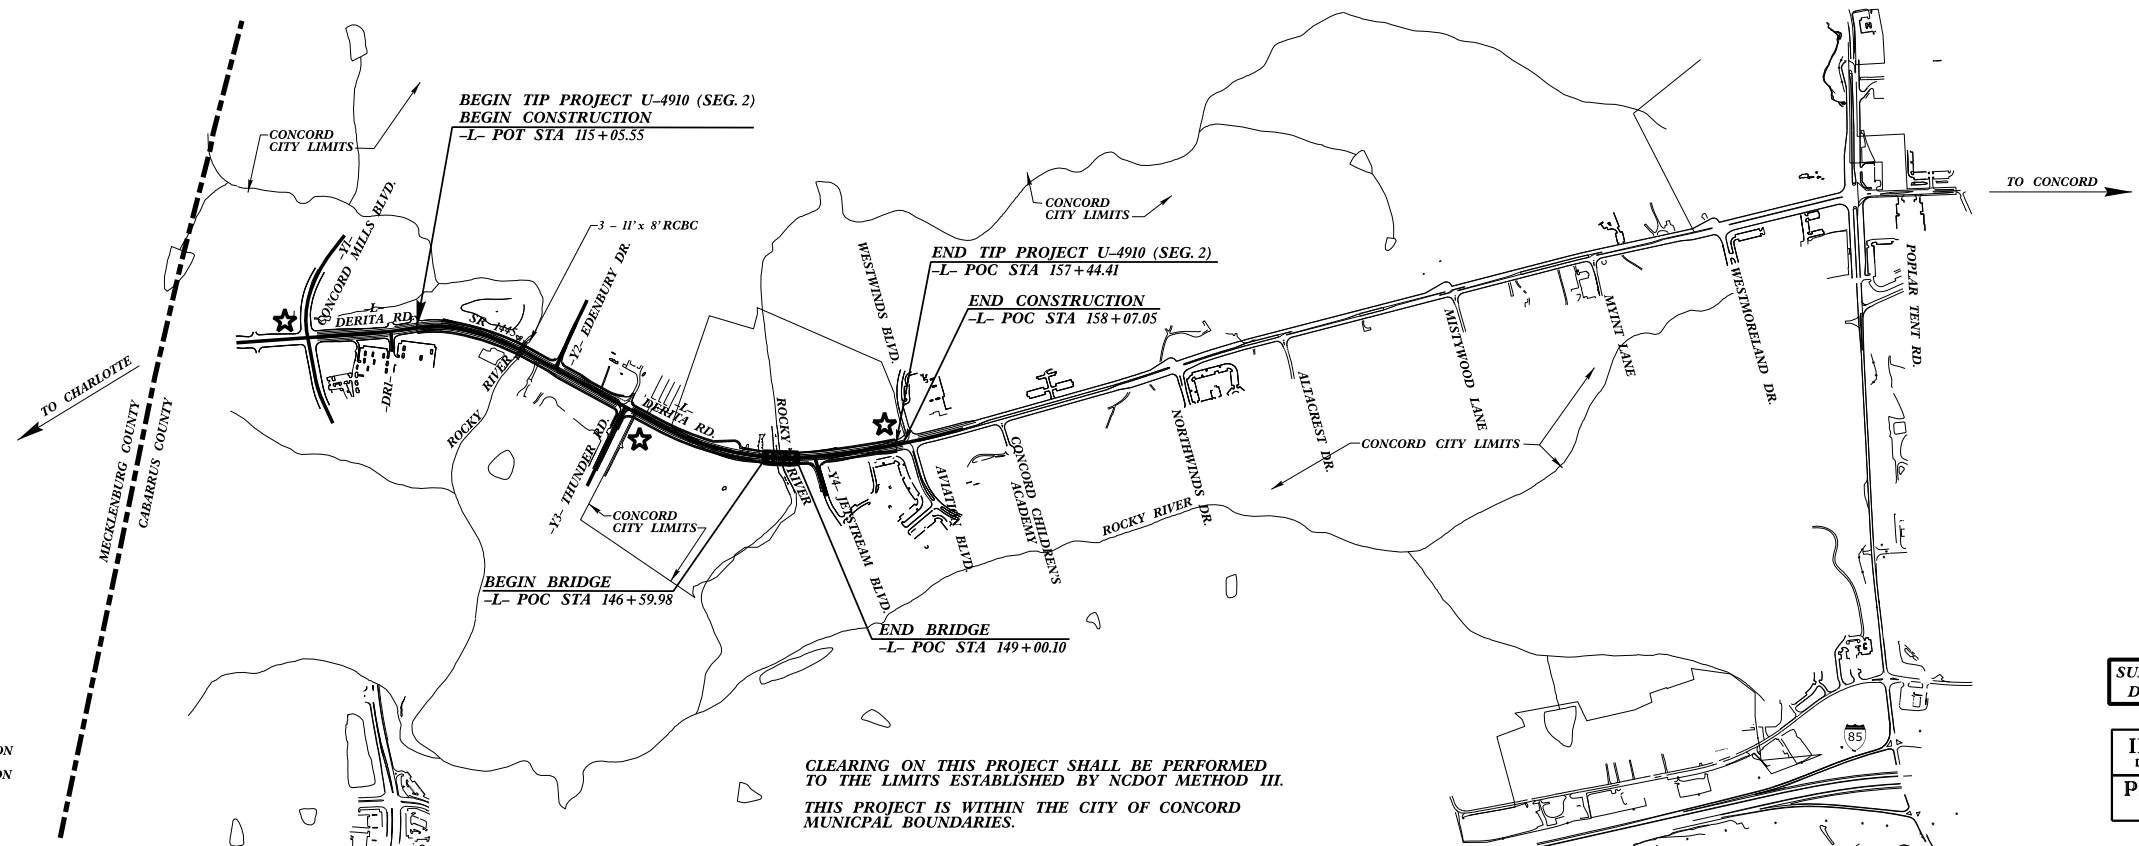 BEGIN TIP PROJECT U-4910 (SEG. 2)
BEGIN CONSTRUCTION
-L- POT STA 115+05.55
CONCORD
CITY LIMITS
-Y1-
CONCORD MILLS BLVD.
3 - 11' x 8' RCBC
-Y2- EDENBURY DR.
CONCORD
CITY LIMITS
TO CONCORD
WESTWINDS BLVD.
END TIP PROJECT U-4910 (SEG. 2)
-L- POC STA 157+44.41
END CONSTRUCTION
-L- POC STA 158+07.05
POPLAR TENT RD.
WESTMORELAND DR.
MYINT LANE
MISTYWOOD LANE
-L-
DERITA RD.
SR 1445
ROCKY RIVER
-DRI-
TO CHARLOTTE
MECKLENBURG COUNTY
CABARRUS COUNTY
-L-
DERITA RD.
-Y3- THUNDER RD.
ROCKY RIVER
-Y4- JETSTREAM BLVD.
AVIATION BLVD.
CONCORD CHILDREN'S
ACADEMY
NORTHWINDS DR.
ALTACREST DR.
CONCORD CITY LIMITS
ROCKY RIVER
CONCORD
CITY LIMITS
BEGIN BRIDGE
-L- POC STA 146+59.98
END BRIDGE
-L- POC STA 149+00.10
85
CLEARING ON THIS PROJECT SHALL BE PERFORMED
TO THE LIMITS ESTABLISHED BY NCDOT METHOD III.
THIS PROJECT IS WITHIN THE CITY OF CONCORD
MUNICPAL BOUNDARIES.